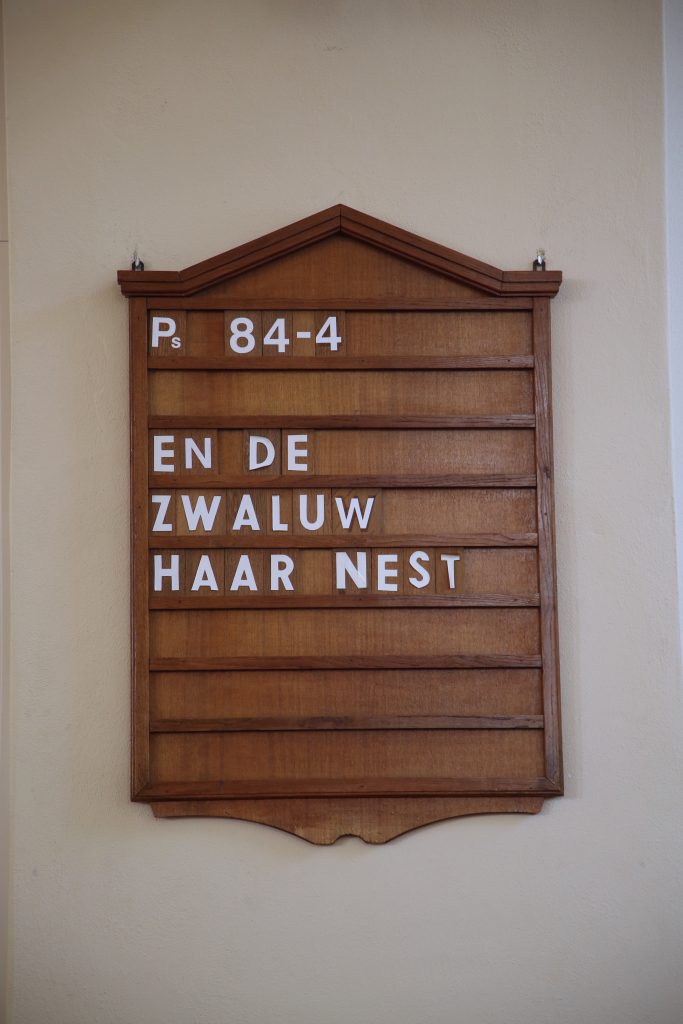 Ps 84-4
EN DE
ZWALUW
HAAR NEST